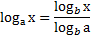 logₐ x = log_b x / log_b a